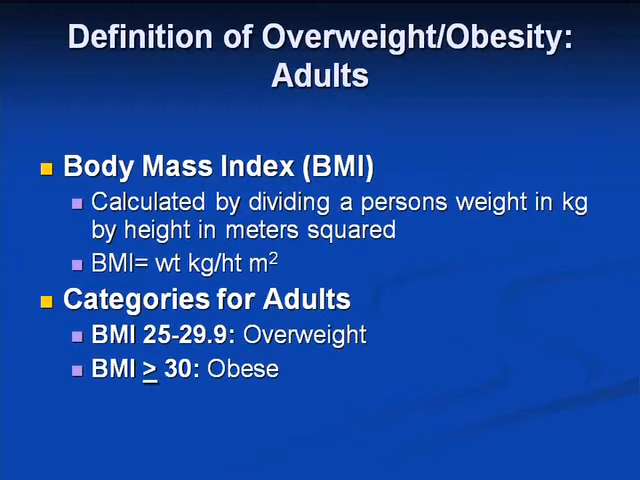 Definition of Overweight/Obesity:
Adults
Body Mass Index (BMI)
Calculated by dividing a persons weight in kg
by height in meters squared
BMI= wt kg/ht m²
Categories for Adults
BMI 25-29.9: Overweight
BMI ≥ 30: Obese